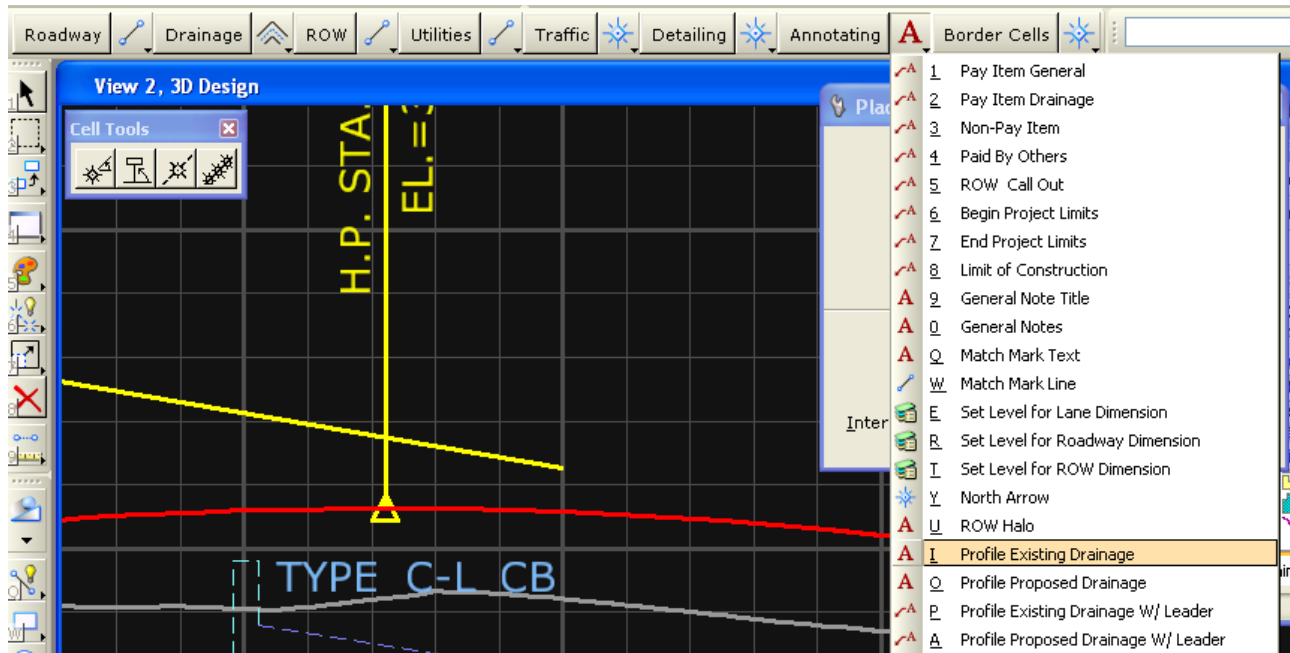 Roadway Drainage ROW Utilities Traffic Detailing Annotating A Border Cells
View 2, 3D Design
Cell Tools
H.P. STA.
EL.=
Inter
1 Pay Item General
2 Pay Item Drainage
3 Non-Pay Item
4 Paid By Others
5 ROW Call Out
6 Begin Project Limits
7 End Project Limits
8 Limit of Construction
9 General Note Title
0 General Notes
Q Match Mark Text
W Match Mark Line
E Set Level for Lane Dimension
R Set Level for Roadway Dimension
T Set Level for ROW Dimension
Y North Arrow
U ROW Halo
I Profile Existing Drainage
O Profile Proposed Drainage
P Profile Existing Drainage W/ Leader
A Profile Proposed Drainage W/ Leader
TYPE C-L CB